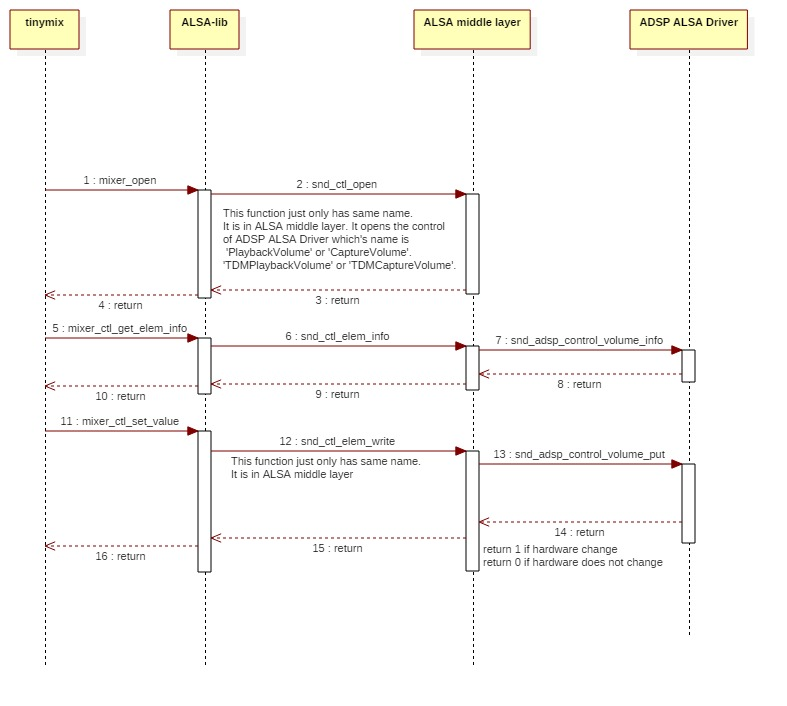 tinymix
ALSA-lib
ALSA middle layer
ADSP ALSA Driver
1 : mixer_open
2 : snd_ctl_open
This function just only has same name.
It is in ALSA middle layer. It opens the control
of ADSP ALSA Driver which's name is
'PlaybackVolume' or 'CaptureVolume'.
'TDMPlaybackVolume' or 'TDMCaptureVolume'.
3 : return
4 : return
5 : mixer_ctl_get_elem_info
6 : snd_ctl_elem_info
7 : snd_adsp_control_volume_info
8 : return
9 : return
10 : return
11 : mixer_ctl_set_value
12 : snd_ctl_elem_write
This function just only has same name.
It is in ALSA middle layer
13 : snd_adsp_control_volume_put
14 : return
15 : return
return 1 if hardware change
return 0 if hardware does not change
16 : return